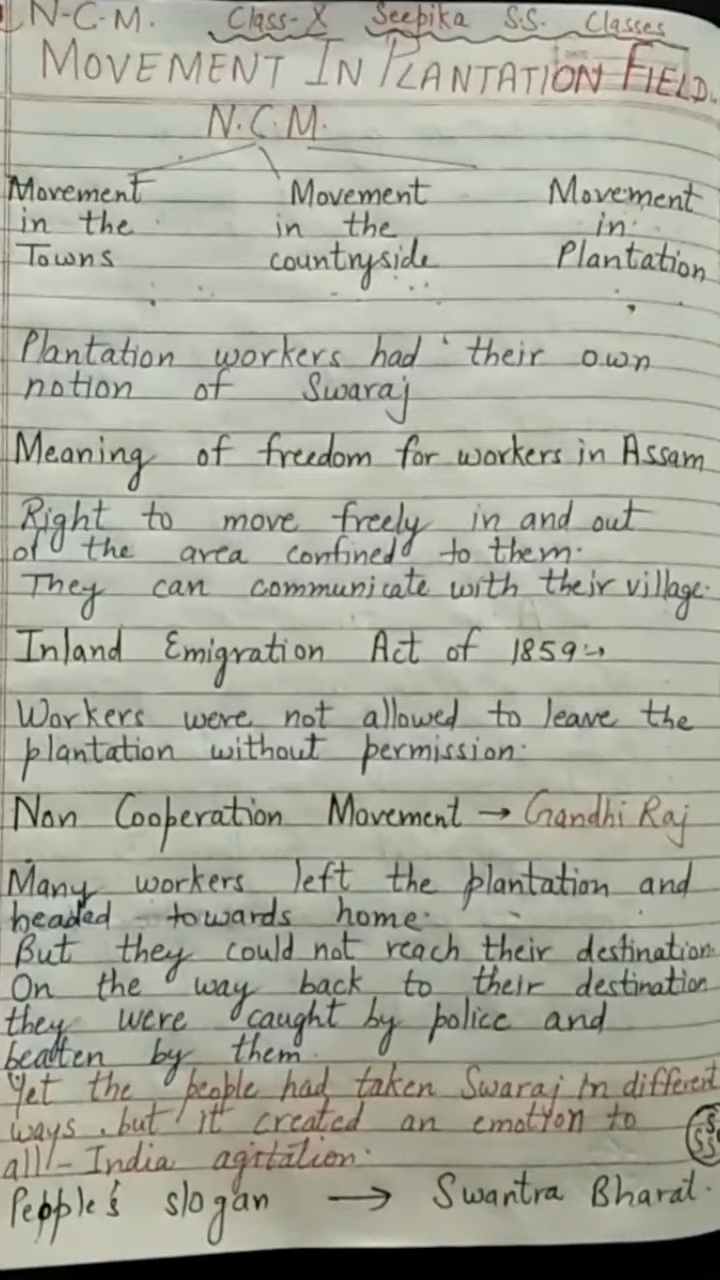 N-C-M. Class-X Seepika S.S. Classes
MOVEMENT IN PLANTATION FIELD.
N.C.M.
Movement Movement Movement
in the in the in
Towns countryside Plantation
Plantation workers had their own
notion of Swaraj
Meaning of freedom for workers in Assam
Right to move freely in and out
of the area confined to them.
They can communicate with their village.
Inland Emigration Act of 1859:→
Workers were not allowed to leave the
plantation without permission.
Non Cooperation Movement → Gandhi Raj
Many workers left the plantation and
headed towards home.
But they could not reach their destination.
On the way back to their destination
they were caught by police and
beatten by them.
Yet the people had taken Swaraj in different
ways, but it created an emotion to
all-India agitation.
People's slogan → Swantra Bharat.